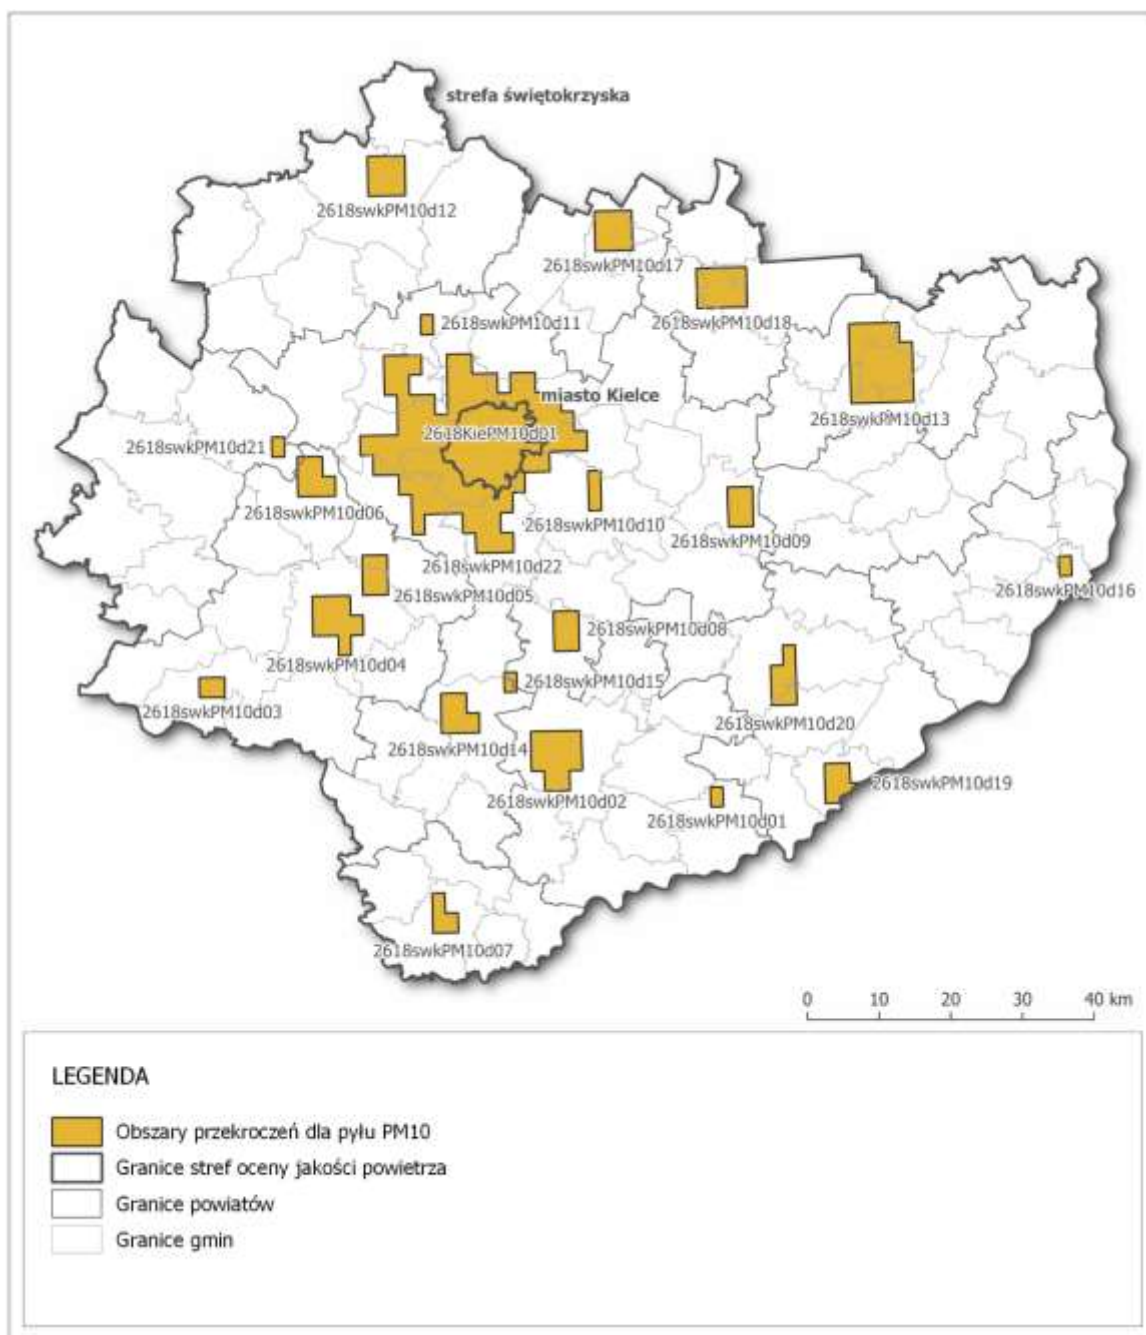 strefa świętokrzyska
2618swkPM10d12
2618swkPM10d17
2618swkPM10d11
2618swkPM10d18
miasto Kielce
2618swkPM10d13
2618KiePM10d01
2618swkPM10d21
2618swkPM10d06
2618swkPM10d10
2618swkPM10d09
2618swkPM10d22
2618swkPM10d05
2618swkPM10d16
2618swkPM10d08
2618swkPM10d04
2618swkPM10d15
2618swkPM10d03
2618swkPM10d20
2618swkPM10d14
2618swkPM10d19
2618swkPM10d02
2618swkPM10d01
2618swkPM10d07
0 10 20 30 40 km
LEGENDA
Obszary przekroczeń dla pyłu PM10
Granice stref oceny jakości powietrza
Granice powiatów
Granice gmin